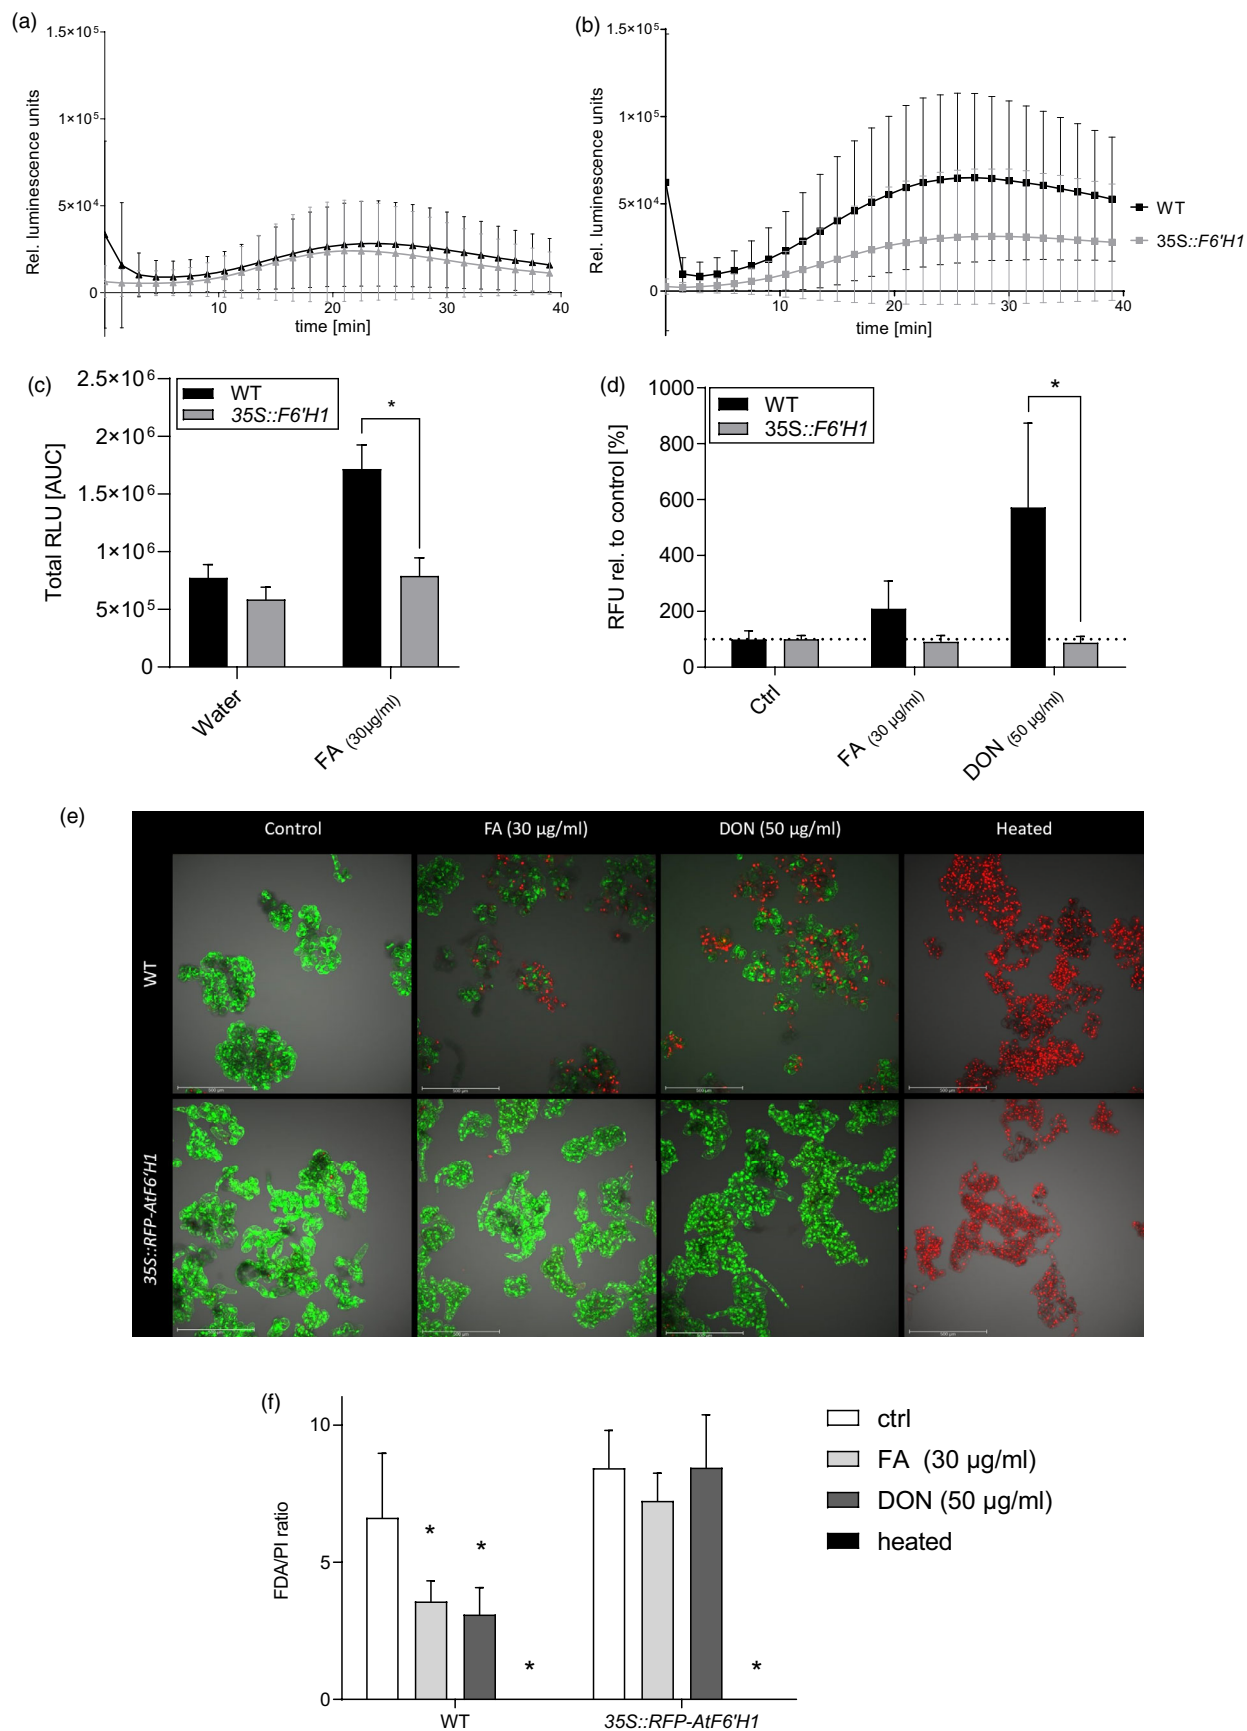 (a)
1.5×10⁵
1×10⁵
5×10⁴
0
Rel. luminescence units
20
40
time [min]
(b)
1.5×10⁵
1×10⁵
5×10⁴
0
Rel. luminescence units
10
20
30
40
time [min]
WT
35S::F6'H1
(c)
2.5×10⁶
2×10⁶
1.5×10⁶
1×10⁶
5×10⁵
0
Total RLU [AUC]
WT
35S::F6'H1
*
Water
FA (30µg/ml)
(d)
1000
800
600
400
200
0
RFU rel. to control [%]
WT
35S::F6'H1
*
Ctrl
FA (30 µg/ml)
DON (50 µg/ml)
(e)
Control
FA (30 µg/ml)
DON (50 µg/ml)
Heated
WT
35S::RFP-AtF6'H1
(f)
10
5
0
FDA/PI ratio
*
*
*
*
WT
35S::RFP-AtF6'H1
ctrl
FA (30 µg/ml)
DON (50 µg/ml)
heated